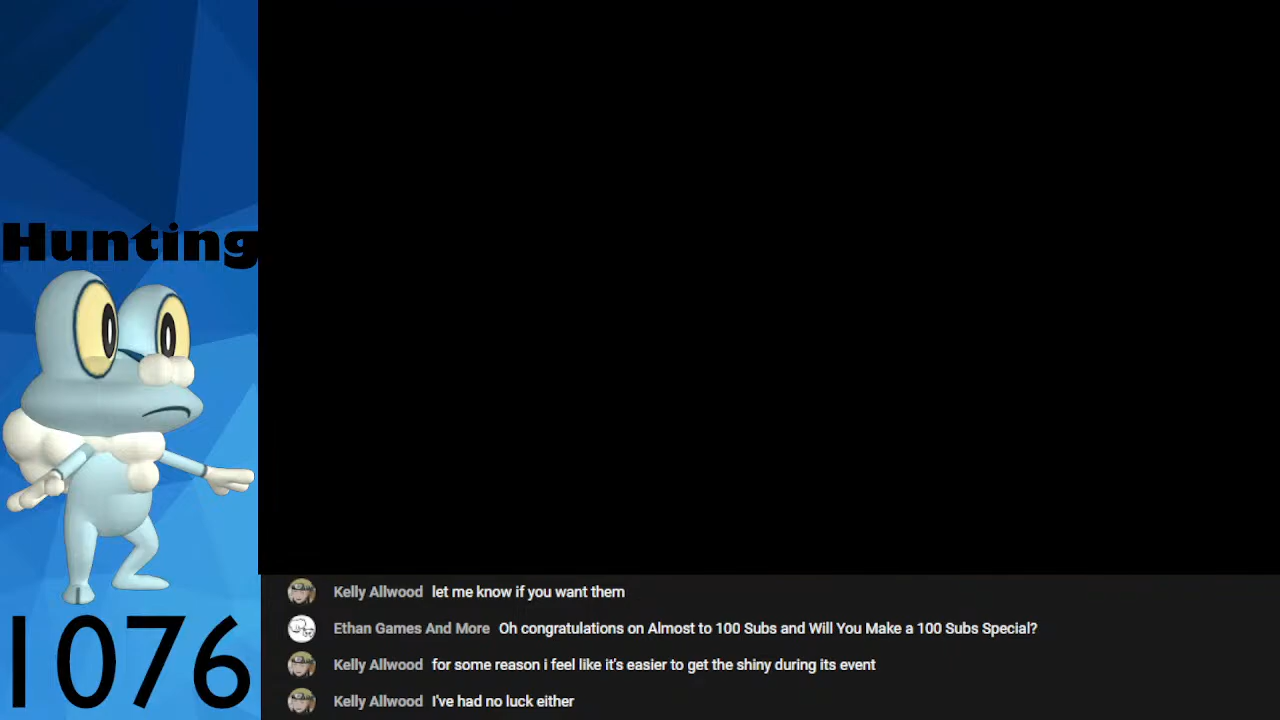 Hunting
1076
Kelly Allwood let me know if you want them
Ethan Games And More Oh congratulations on Almost to 100 Subs and Will You Make a 100 Subs Special?
Kelly Allwood for some reason i feel like it's easier to get the shiny during its event
Kelly Allwood I've had no luck either